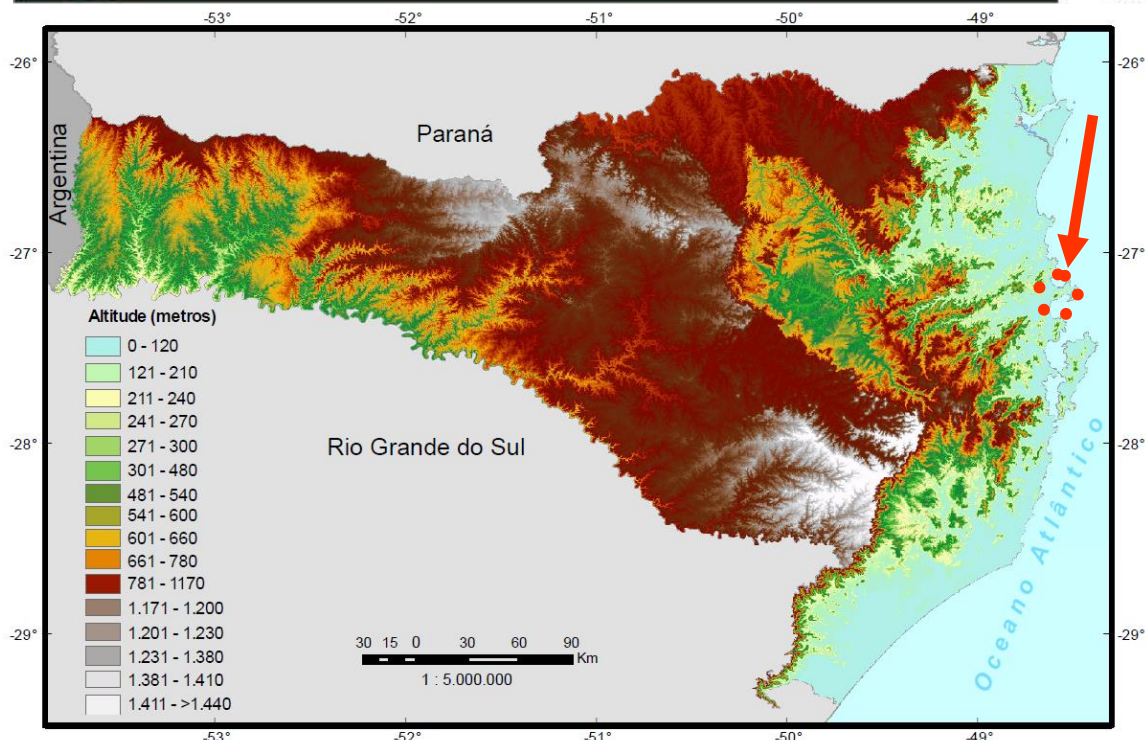 -53° -52° -51° -50° -49°
-26° -26°
Paraná
Argentina
-27° -27°
Altitude (metros)
0 - 120
121 - 210
211 - 240
241 - 270
271 - 300
301 - 480
481 - 540
541 - 600
601 - 660
661 - 780
781 - 1170
1.171 - 1.200
1.201 - 1.230
1.231 - 1.380
1.381 - 1.410
1.411 - >1.440
Rio Grande do Sul
-28° -28°
Oceano Atlântico
-29° -29°
30 15 0 30 60 90
Km
1 : 5.000.000
-53° -52° -51° -50° -49°